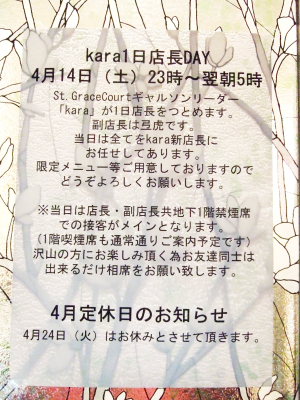 kara1日店長DAY
4月14日（土）23時～翌朝5時
St.GraceCourtギャルソンリーダー
「kara」が1日店長をつとめます。
副店長は弖虎です。
当日は全てをkara新店長に
お任せしてあります。
限定メニュー等ご用意しておりますので
どうぞよろしくお願いします。
※当日は店長・副店長共地下1階禁煙席
での接客がメインとなります。
(1階喫煙席も通常通りご案内予定です)
沢山の方にお楽しみ頂く為お友達同士は
出来るだけ相席をお願い致します。
4月定休日のお知らせ
4月24日（火）はお休みとさせて頂きます。